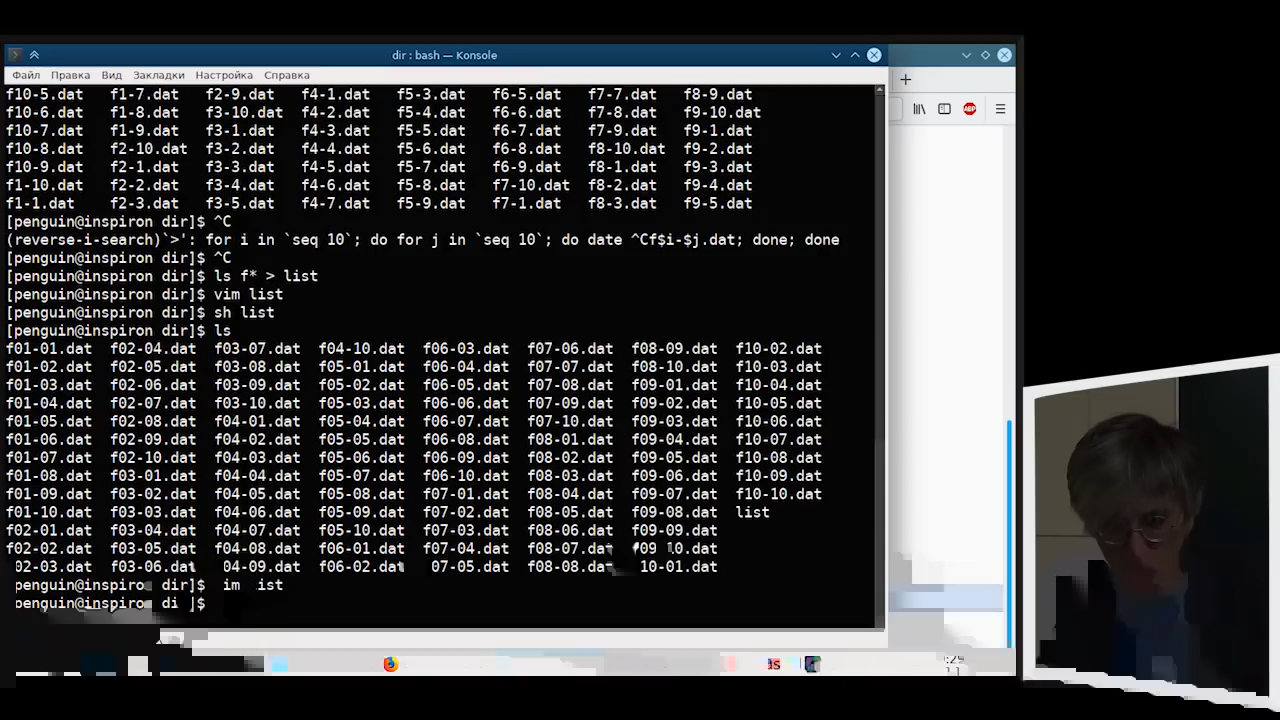 dir : bash — Konsole
Файл Правка Вид Закладки Настройка Справка
f10-5.dat f1-7.dat f2-9.dat f4-1.dat f5-3.dat f6-5.dat f7-7.dat f8-9.dat
f10-6.dat f1-8.dat f3-10.dat f4-2.dat f5-4.dat f6-6.dat f7-8.dat f9-10.dat
f10-7.dat f1-9.dat f3-1.dat f4-3.dat f5-5.dat f6-7.dat f7-9.dat f9-1.dat
f10-8.dat f2-10.dat f3-2.dat f4-4.dat f5-6.dat f6-8.dat f8-10.dat f9-2.dat
f10-9.dat f2-1.dat f3-3.dat f4-5.dat f5-7.dat f6-9.dat f8-1.dat f9-3.dat
f1-10.dat f2-2.dat f3-4.dat f4-6.dat f5-8.dat f7-10.dat f8-2.dat f9-4.dat
f1-1.dat f2-3.dat f3-5.dat f4-7.dat f5-9.dat f7-1.dat f8-3.dat f9-5.dat
[penguin@inspiron dir]$ ^C
(reverse-i-search)`>': for i in `seq 10`; do for j in `seq 10`; do date ^Cf$i-$j.dat; done; done
[penguin@inspiron dir]$ ^C
[penguin@inspiron dir]$ ls f* > list
[penguin@inspiron dir]$ vim list
[penguin@inspiron dir]$ sh list
[penguin@inspiron dir]$ ls
f01-01.dat f02-04.dat f03-07.dat f04-10.dat f06-03.dat f07-06.dat f08-09.dat f10-02.dat
f01-02.dat f02-05.dat f03-08.dat f05-01.dat f06-04.dat f07-07.dat f08-10.dat f10-03.dat
f01-03.dat f02-06.dat f03-09.dat f05-02.dat f06-05.dat f07-08.dat f09-01.dat f10-04.dat
f01-04.dat f02-07.dat f03-10.dat f05-03.dat f06-06.dat f07-09.dat f09-02.dat f10-05.dat
f01-05.dat f02-08.dat f04-01.dat f05-04.dat f06-07.dat f07-10.dat f09-03.dat f10-06.dat
f01-06.dat f02-09.dat f04-02.dat f05-05.dat f06-08.dat f08-01.dat f09-04.dat f10-07.dat
f01-07.dat f02-10.dat f04-03.dat f05-06.dat f06-09.dat f08-02.dat f09-05.dat f10-08.dat
f01-08.dat f03-01.dat f04-04.dat f05-07.dat f06-10.dat f08-03.dat f09-06.dat f10-09.dat
f01-09.dat f03-02.dat f04-05.dat f05-08.dat f07-01.dat f08-04.dat f09-07.dat f10-10.dat
f01-10.dat f03-03.dat f04-06.dat f05-09.dat f07-02.dat f08-05.dat f09-08.dat list
f02-01.dat f03-04.dat f04-07.dat f05-10.dat f07-03.dat f08-06.dat f09-09.dat
f02-02.dat f03-05.dat f04-08.dat f06-01.dat f07-04.dat f08-07.dat f09 10.dat
02-03.dat f03-06.dat 04-09.dat f06-02.dat 07-05.dat f08-08.dat 10-01.dat
penguin@inspiron dir]$ im ist
penguin@inspiron di ]$